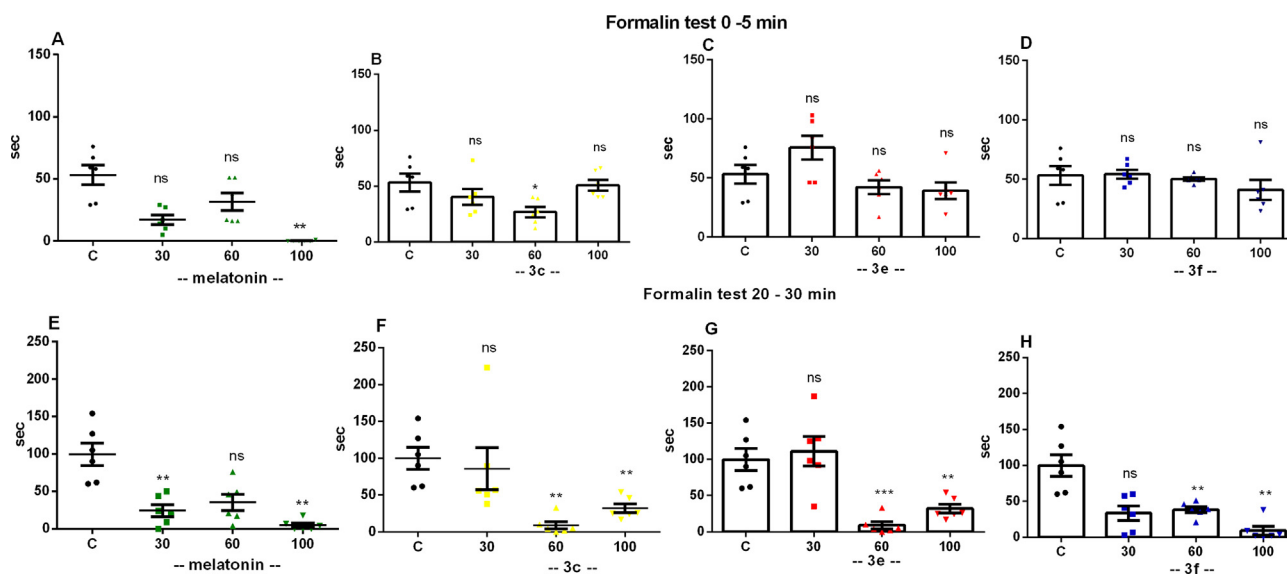 Formalin test 0 -5 min
A
150
100
50
0
sec
ns
ns
**
C 30 60 100
-- melatonin --
B
150
100
50
0
sec
ns
*
ns
C 30 60 100
-- 3c --
C
150
100
50
0
sec
ns
ns
ns
C 30 60 100
-- 3e --
D
150
100
50
0
sec
ns
ns
ns
C 30 60 100
-- 3f --
Formalin test 20 - 30 min
E
250
200
150
100
50
0
sec
**
ns
**
C 30 60 100
-- melatonin --
F
250
200
150
100
50
0
sec
ns
**
**
C 30 60 100
-- 3c --
G
250
200
150
100
50
0
sec
ns
***
**
C 30 60 100
-- 3e --
H
250
200
150
100
50
0
sec
ns
**
**
C 30 60 100
-- 3f --